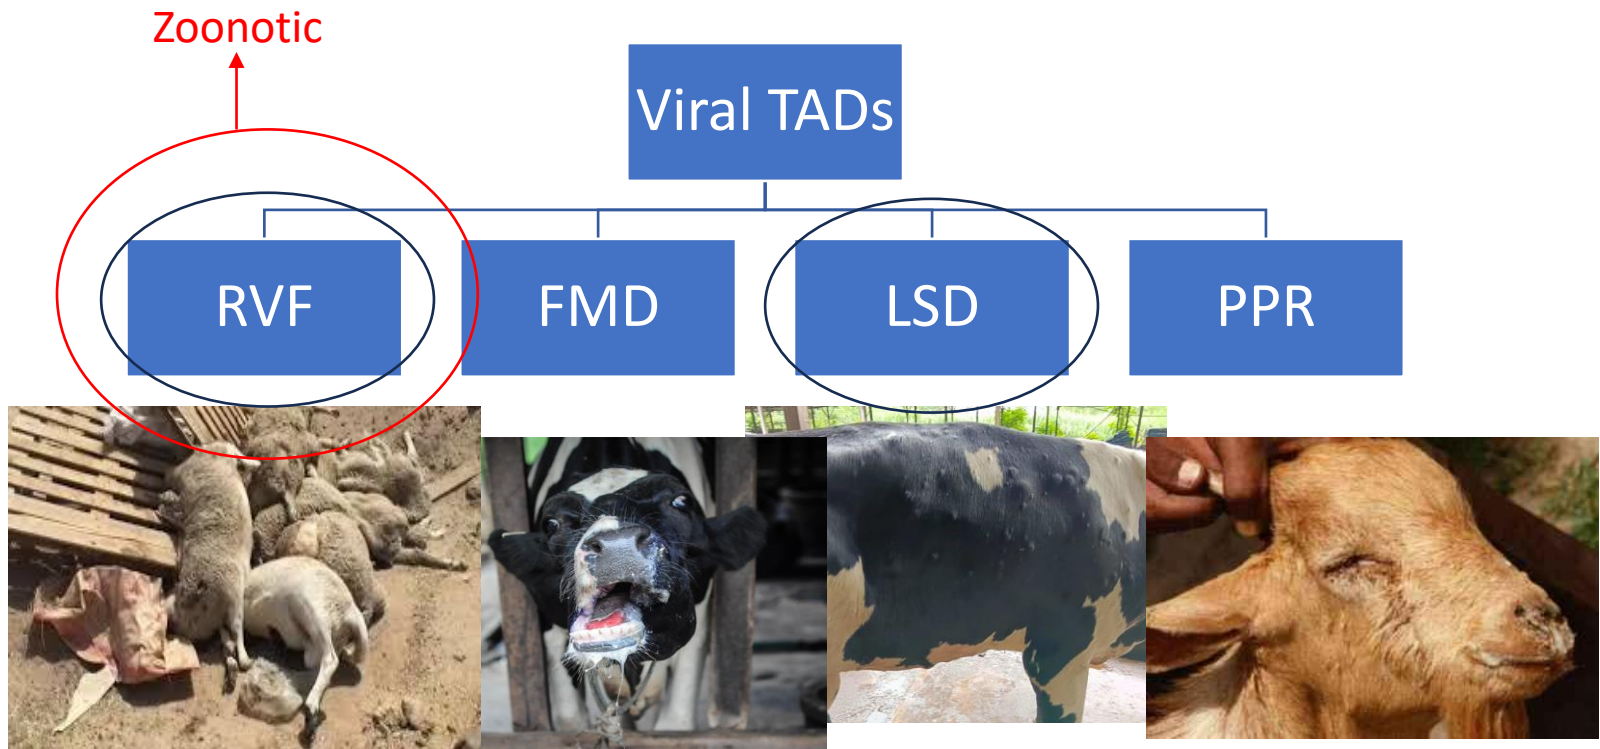 Zoonotic
Viral TADs
RVF
FMD
LSD
PPR